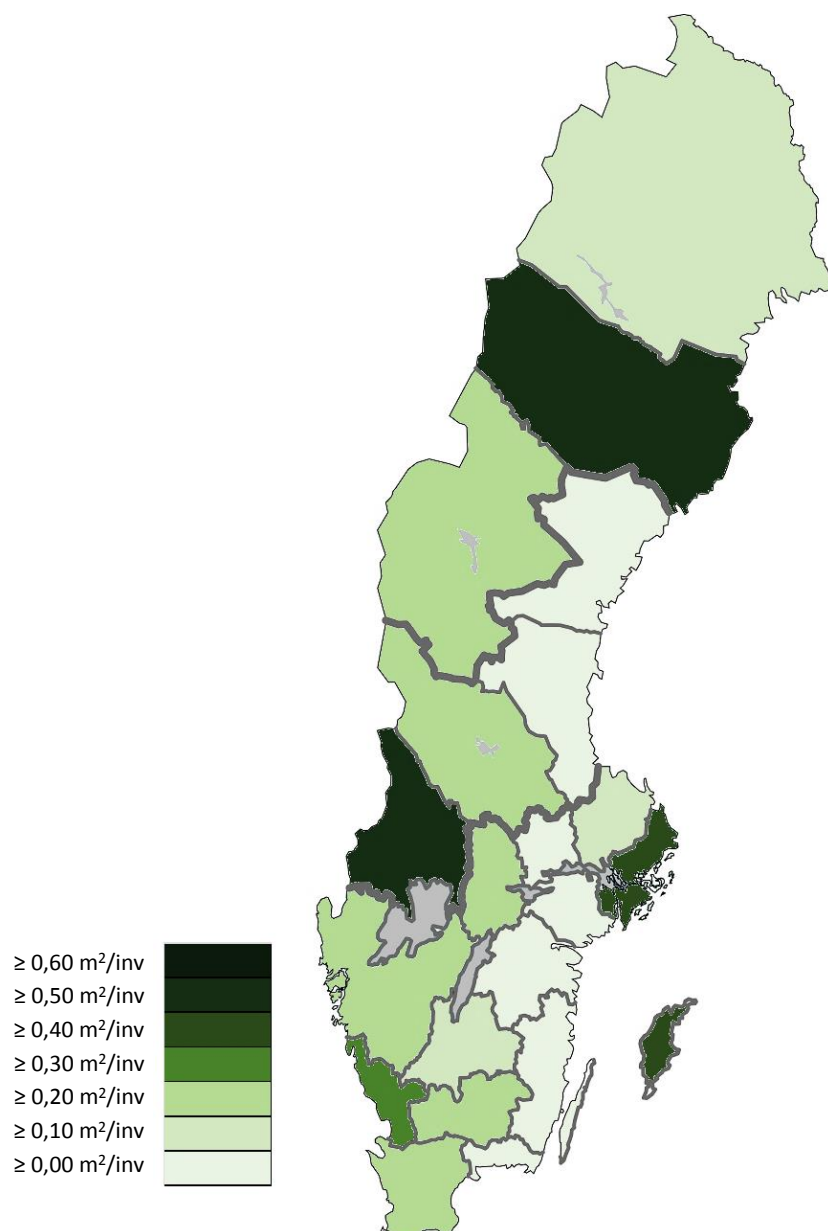 ≥ 0,60 m²/inv
≥ 0,50 m²/inv
≥ 0,40 m²/inv
≥ 0,30 m²/inv
≥ 0,20 m²/inv
≥ 0,10 m²/inv
≥ 0,00 m²/inv